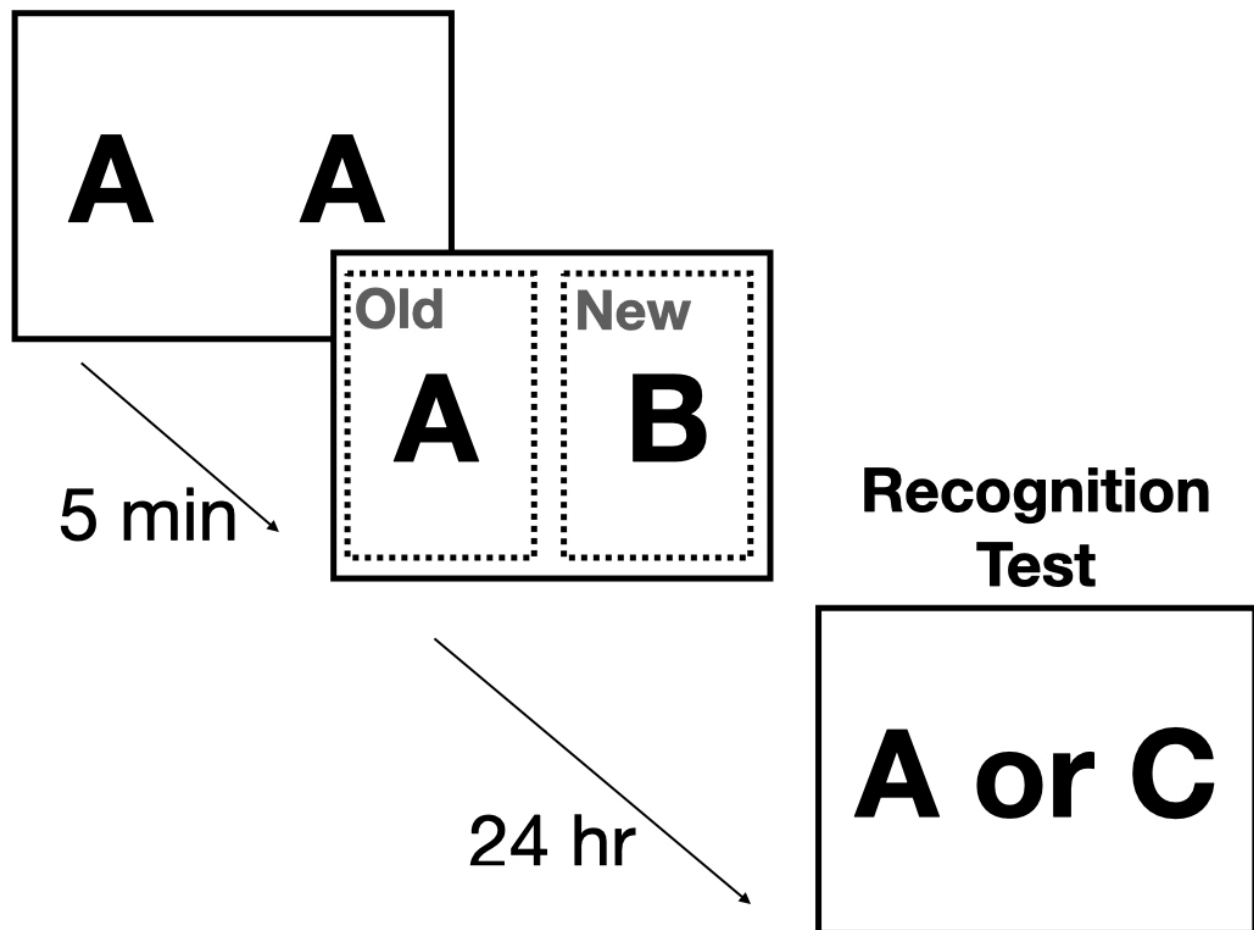 A A
Old New
A B
5 min
Recognition
Test
A or C
24 hr